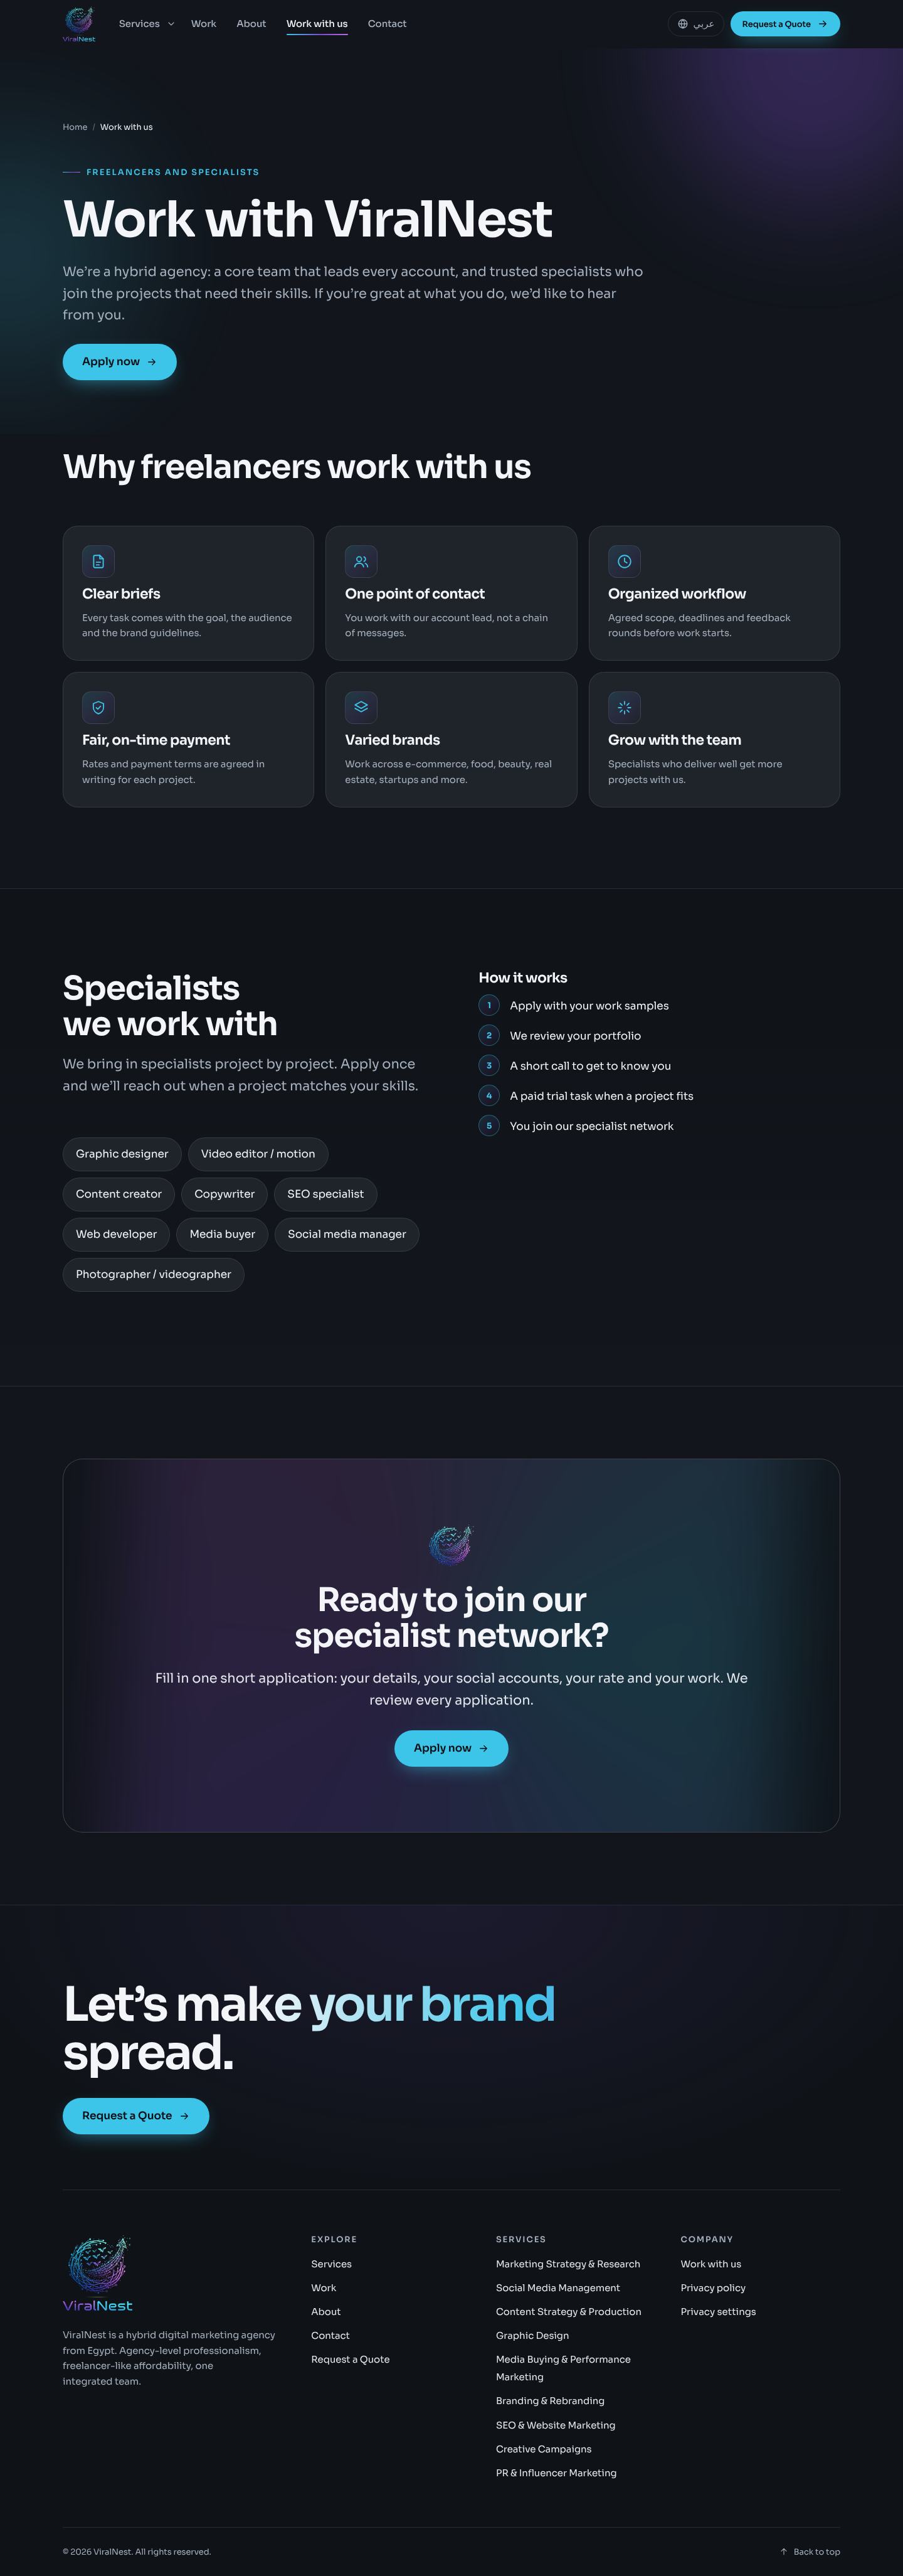 ViralNest
Services
Work
About
Work with us
Contact
عربي
Request a Quote
Home / Work with us
FREELANCERS AND SPECIALISTS
Work with ViralNest
We’re a hybrid agency: a core team that leads every account, and trusted specialists who
join the projects that need their skills. If you’re great at what you do, we’d like to hear
from you.
Apply now
Why freelancers work with us
Clear briefs
Every task comes with the goal, the audience
and the brand guidelines.
One point of contact
You work with our account lead, not a chain
of messages.
Organized workflow
Agreed scope, deadlines and feedback
rounds before work starts.
Fair, on-time payment
Rates and payment terms are agreed in
writing for each project.
Varied brands
Work across e-commerce, food, beauty, real
estate, startups and more.
Grow with the team
Specialists who deliver well get more
projects with us.
Specialists
we work with
We bring in specialists project by project. Apply once
and we’ll reach out when a project matches your skills.
Graphic designer
Video editor / motion
Content creator
Copywriter
SEO specialist
Web developer
Media buyer
Social media manager
Photographer / videographer
How it works
1 Apply with your work samples
2 We review your portfolio
3 A short call to get to know you
4 A paid trial task when a project fits
5 You join our specialist network
Ready to join our
specialist network?
Fill in one short application: your details, your social accounts, your rate and your work. We
review every application.
Apply now
Let’s make your brand
spread.
Request a Quote
ViralNest
ViralNest is a hybrid digital marketing agency
from Egypt. Agency-level professionalism,
freelancer-like affordability, one
integrated team.
EXPLORE
Services
Work
About
Contact
Request a Quote
SERVICES
Marketing Strategy & Research
Social Media Management
Content Strategy & Production
Graphic Design
Media Buying & Performance
Marketing
Branding & Rebranding
SEO & Website Marketing
Creative Campaigns
PR & Influencer Marketing
COMPANY
Work with us
Privacy policy
Privacy settings
© 2026 ViralNest. All rights reserved.
Back to top